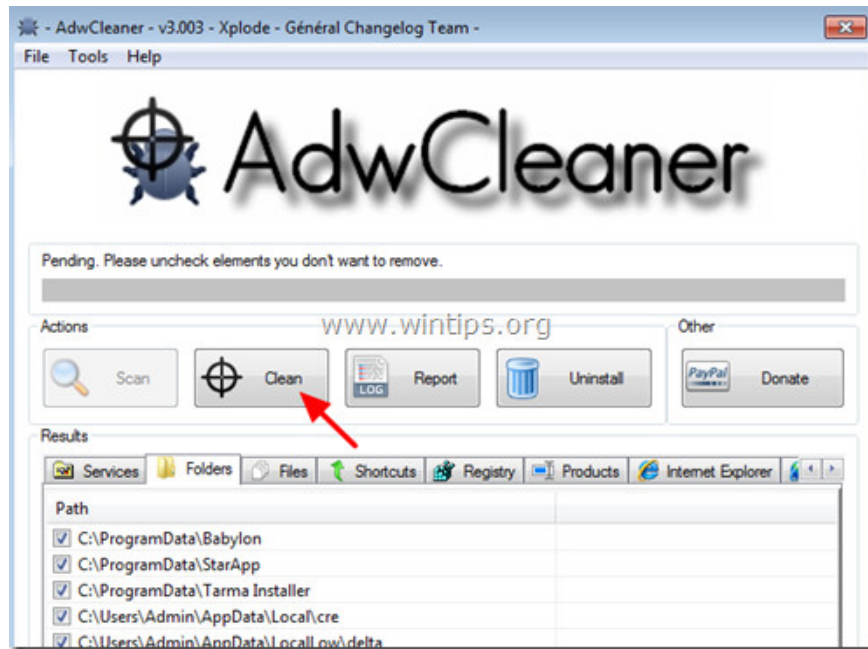 - AdwCleaner - v3.003 - Xplode - Général Changelog Team -
File Tools Help
AdwCleaner
Pending. Please uncheck elements you don't want to remove.
www.wintips.org
Actions
Other
Scan
Clean
LOG
Report
Uninstall
PayPal
Donate
Results
Services Folders Files Shortcuts Registry Products Internet Explorer
Path
C:\ProgramData\Babylon
C:\ProgramData\StarApp
C:\ProgramData\Tarma Installer
C:\Users\Admin\AppData\Local\cre
C:\Users\Admin\AppData\LocalLow\delta